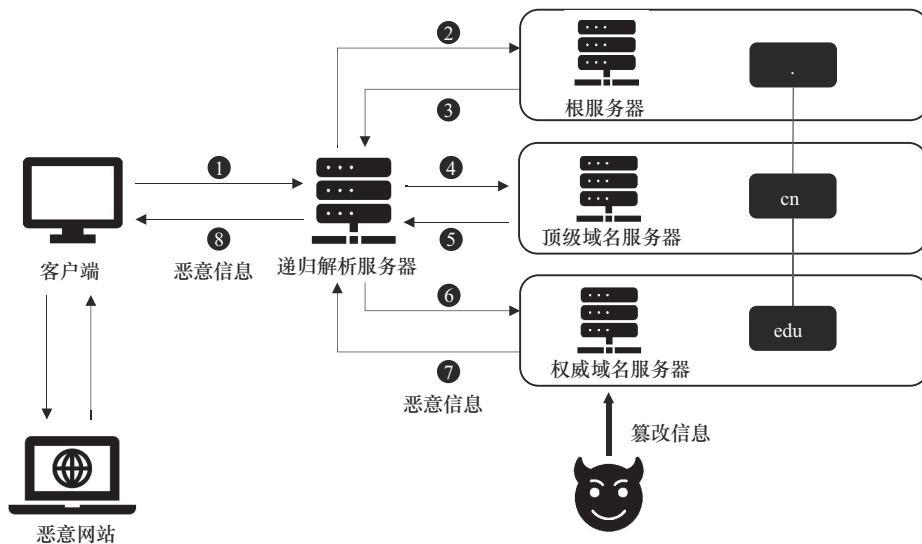 2
.
3
根服务器
1
4
cn
8
5
顶级域名服务器
客户端
恶意信息
递归解析服务器
6
edu
7
权威域名服务器
恶意信息
篡改信息
恶意网站